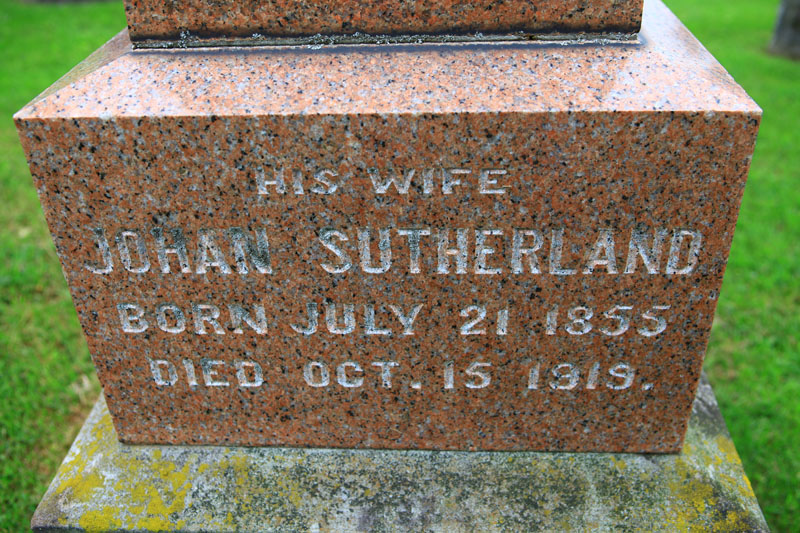 HIS WIFE
JOHAN SUTHERLAND
BORN JULY 21 1855
DIED OCT. 15 1919.